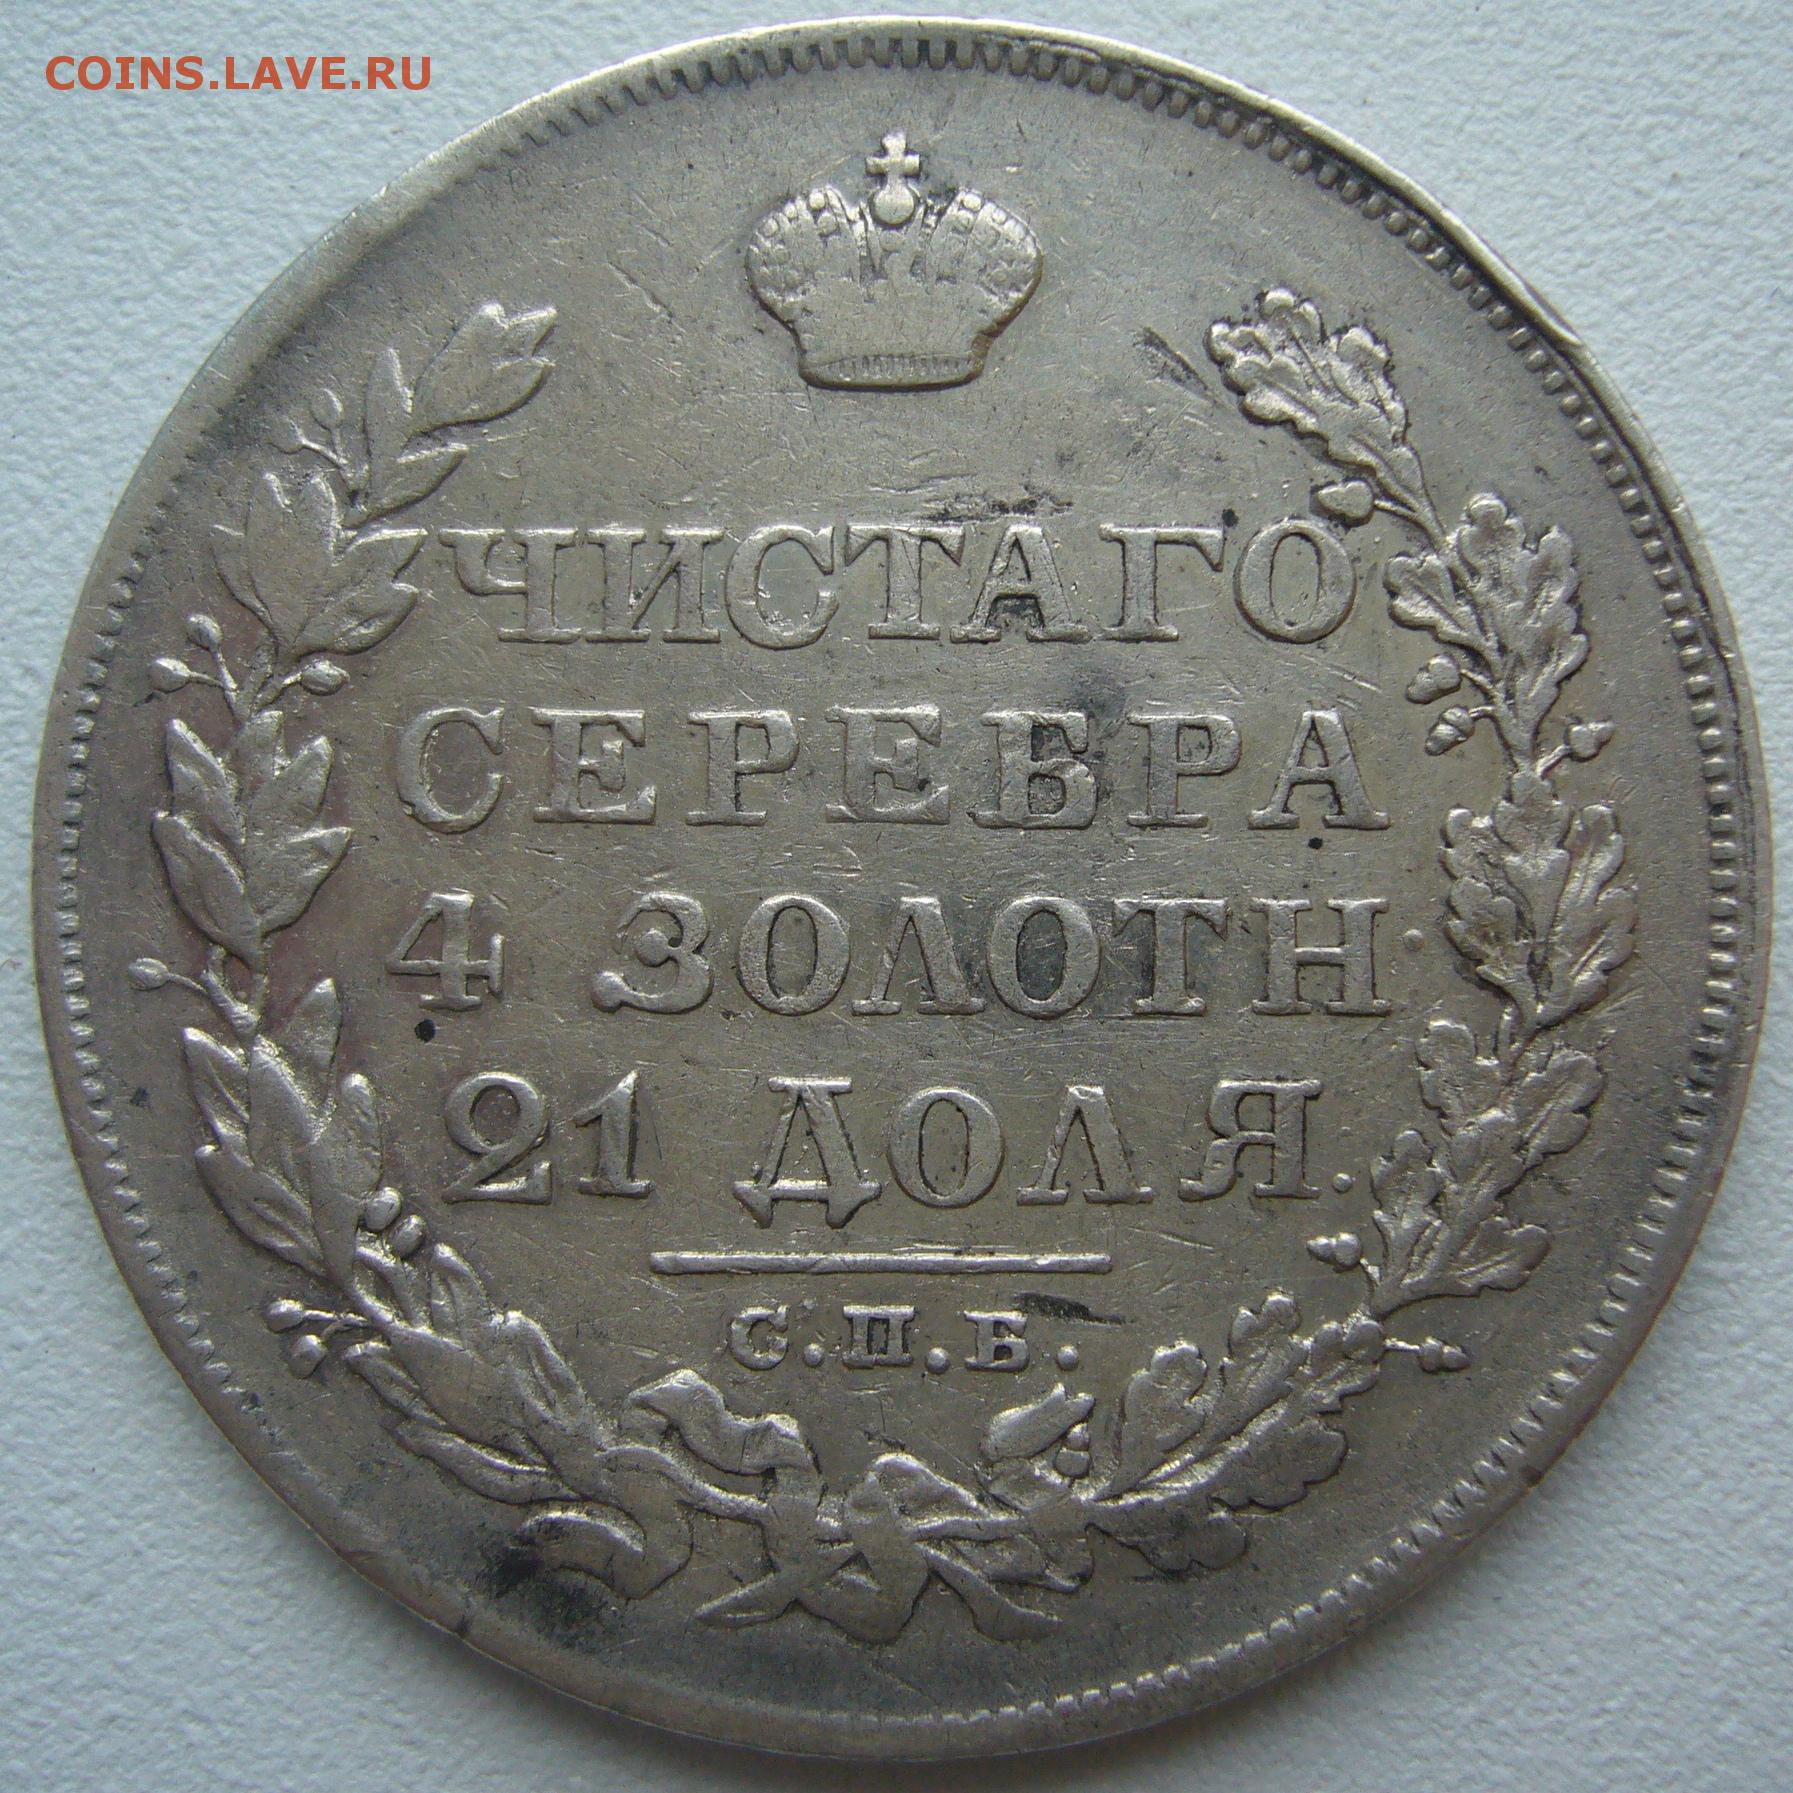 COINS.LAVE.RU
ЧИСТАГО
СЕРЕБРА
4 ЗОЛОТН.
21 ДОЛЯ.
С.П.Б.